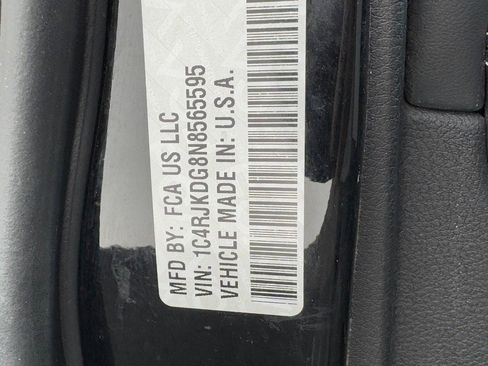 MFD BY: FCA US LLC
VIN: 1C4RJKDG8N8565595
VEHICLE MADE IN: U.S.A.